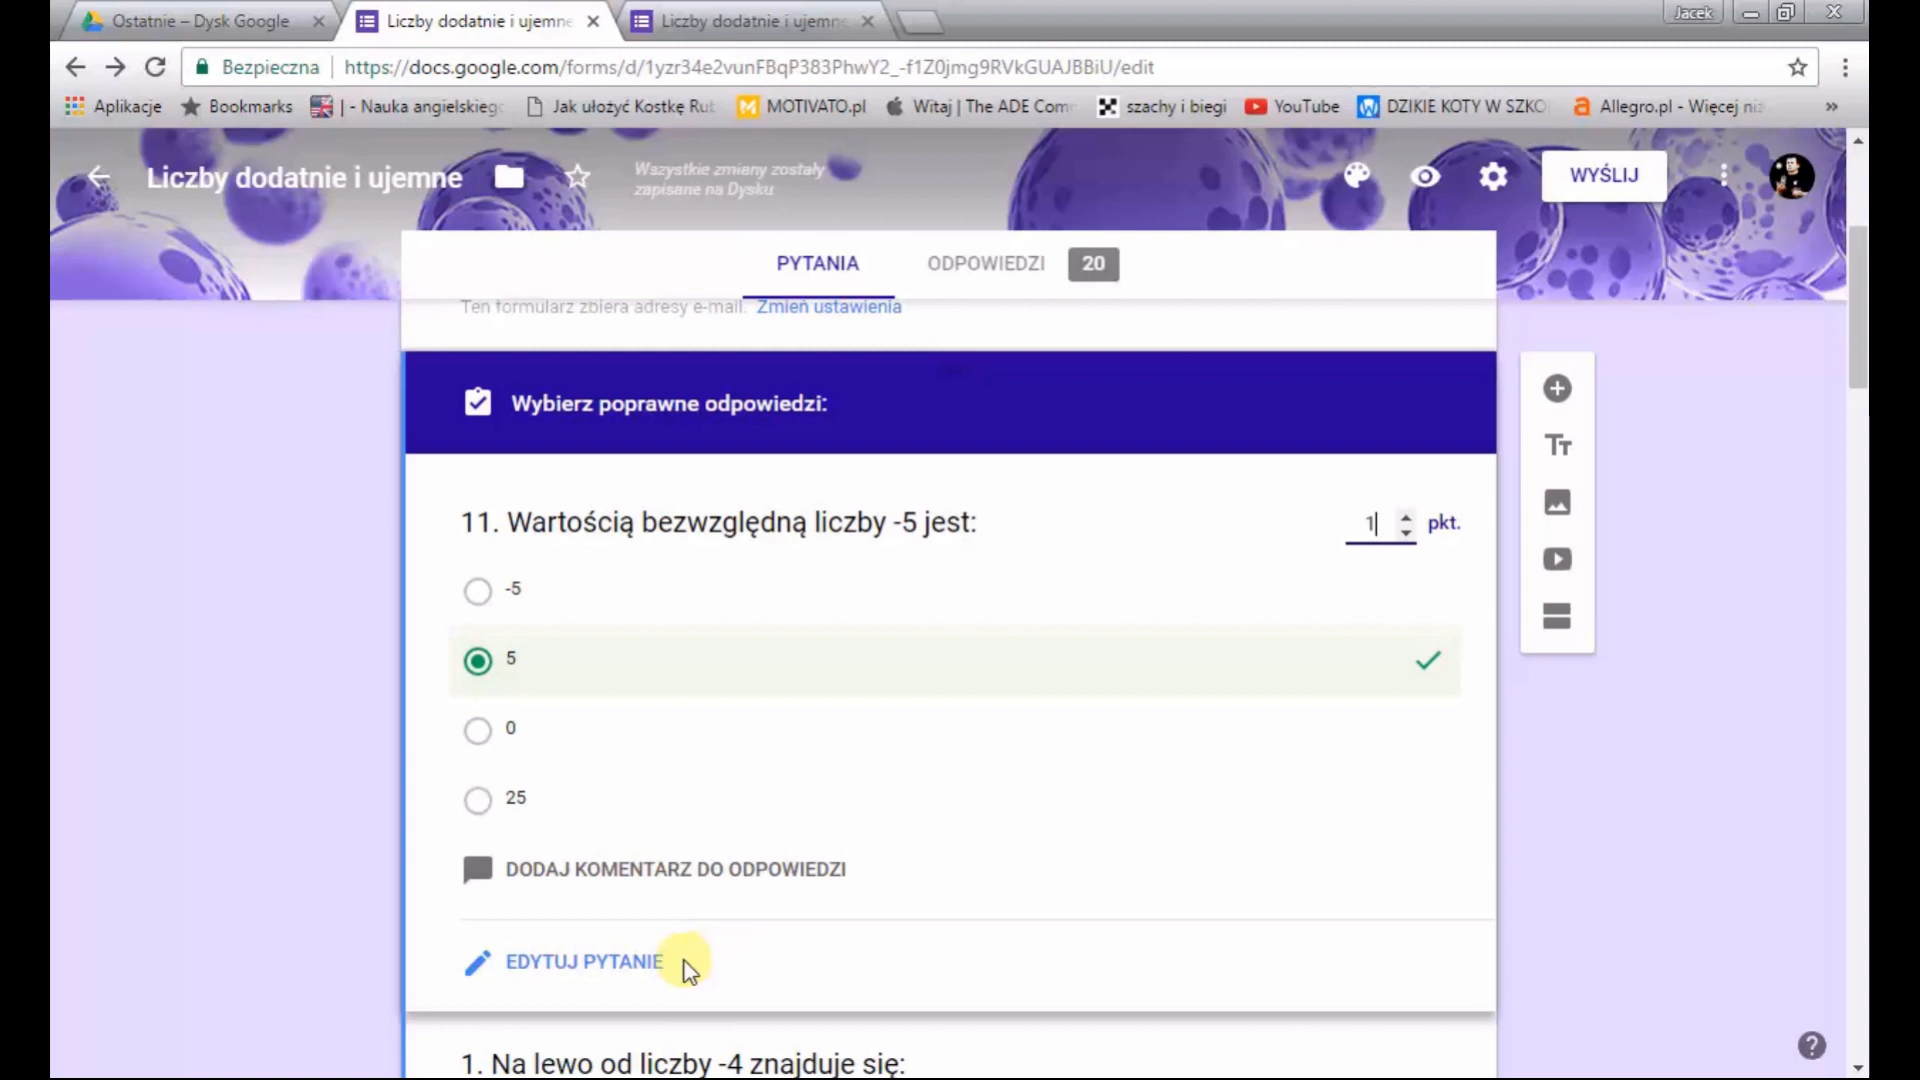 Ostatnie – Dysk Google
Liczby dodatnie i ujemne
Liczby dodatnie i ujemne
Jacek
Bezpieczna
https://docs.google.com/forms/d/1yzr34e2vunFBqP383PhwY2_-f1Z0jmg9RVkGUAJBBiU/edit
Aplikacje
Bookmarks
| - Nauka angielskieg
Jak ułożyć Kostkę Rub
MOTIVATO.pl
Witaj | The ADE Com
szachy i biegi
YouTube
DZIKIE KOTY W SZKO
Allegro.pl - Więcej niż
»
Liczby dodatnie i ujemne
Wszystkie zmiany zostały
zapisane na Dysku
WYŚLIJ
PYTANIA
ODPOWIEDZI 20
Ten formularz zbiera adresy e-mail. Zmień ustawienia
Wybierz poprawne odpowiedzi:
11. Wartością bezwzględną liczby -5 jest:
1 pkt.
-5
5
0
25
DODAJ KOMENTARZ DO ODPOWIEDZI
EDYTUJ PYTANIE
1. Na lewo od liczby -4 znajduje się: